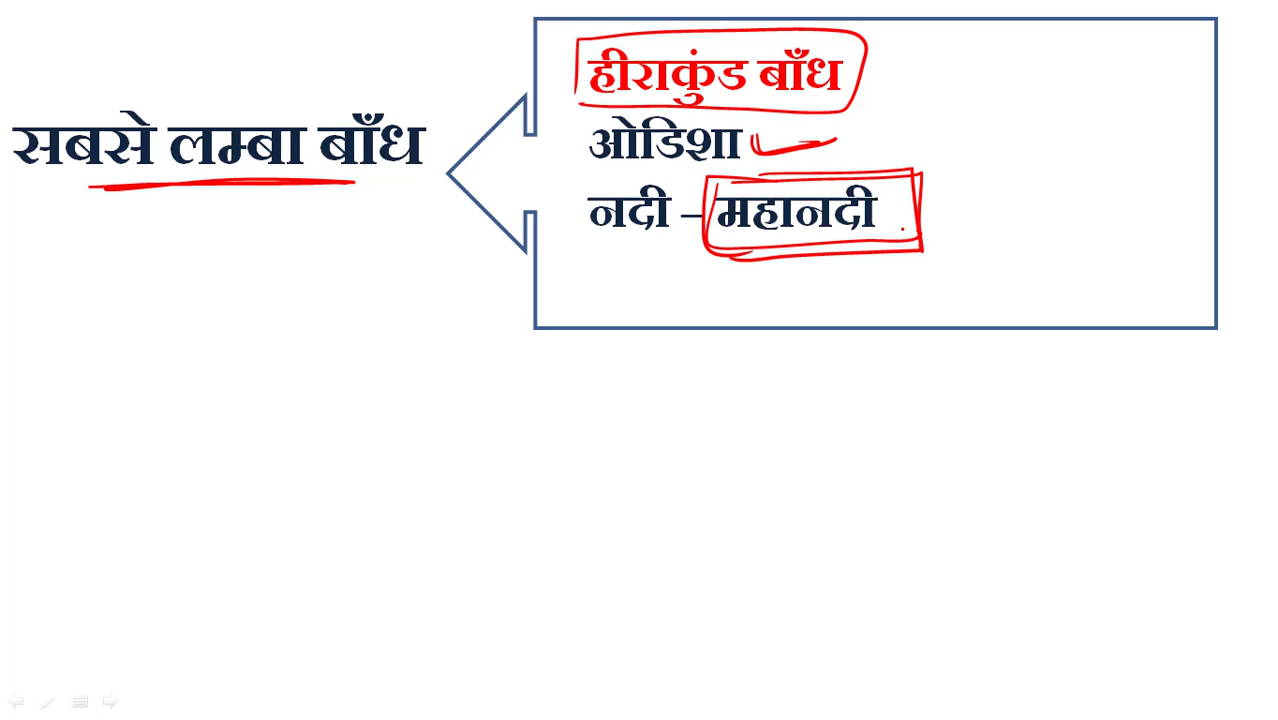 सबसे लम्बा बाँध
हीराकुंड बाँध
ओडिशा
नदी – महानदी